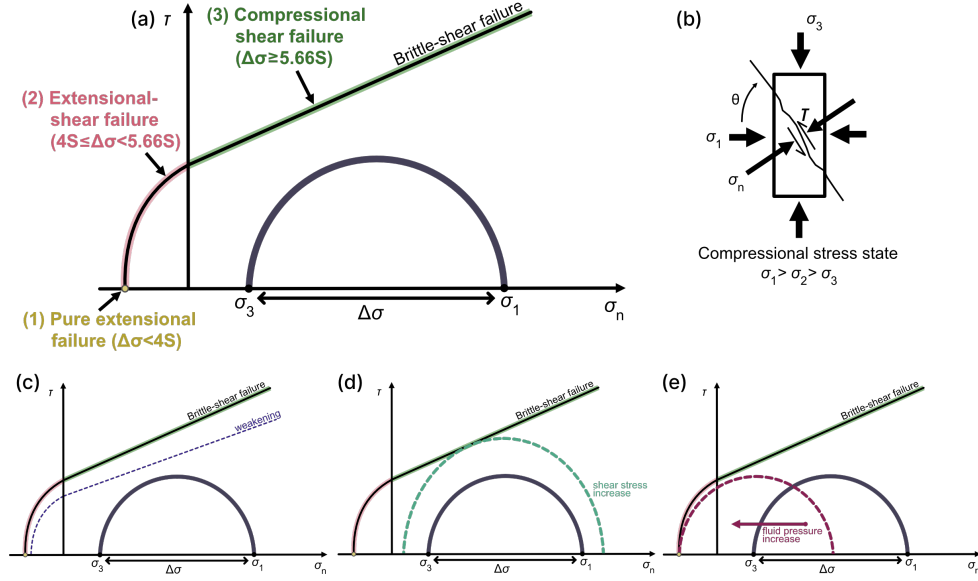 (a)
τ
(3) Compressional
shear failure
(Δσ≥5.66S)
Brittle-shear failure
(2) Extensional-
shear failure
(4S≤Δσ<5.66S)
σ3
σ1
σn
Δσ
(1) Pure extensional
failure (Δσ<4S)
(b)
σ3
θ
τ
σ1
σn
Compressional stress state
σ1 > σ2 > σ3
(c)
τ
Brittle-shear failure
weakening
σ3
Δσ
σ1
σn
(d)
τ
Brittle-shear failure
shear stress
increase
σ3
Δσ
σ1
σn
(e)
τ
Brittle-shear failure
fluid pressure
increase
σ3
Δσ
σ1
σn